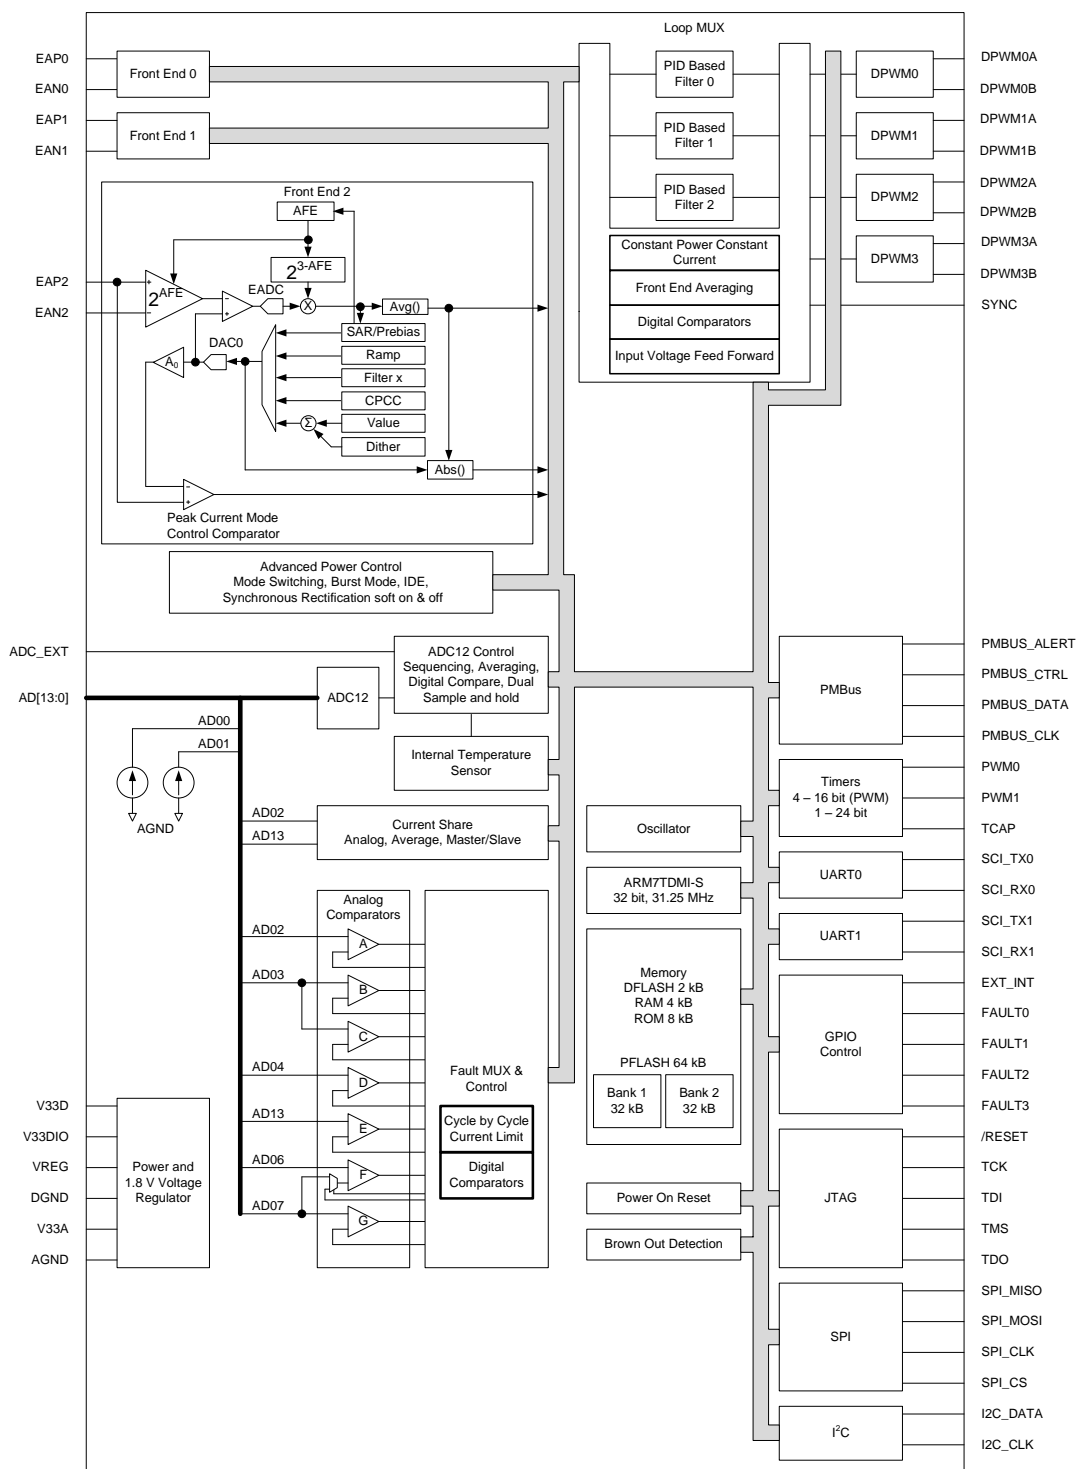 Loop MUX
EAP0
EAN0
EAP1
EAN1
EAP2
EAN2
Front End 0
Front End 1
Front End 2
AFE
2^3-AFE
2^AFE
+
−
−
+
EADC
X
Avg()
DAC0
A0
SAR/Prebias
Ramp
Filter x
CPCC
Σ
Value
Dither
Abs()
−
+
Peak Current Mode
Control Comparator
PID Based
Filter 0
PID Based
Filter 1
PID Based
Filter 2
Constant Power Constant
Current
Front End Averaging
Digital Comparators
Input Voltage Feed Forward
DPWM0
DPWM1
DPWM2
DPWM3
DPWM0A
DPWM0B
DPWM1A
DPWM1B
DPWM2A
DPWM2B
DPWM3A
DPWM3B
SYNC
Advanced Power Control
Mode Switching, Burst Mode, IDE,
Synchronous Rectification soft on & off
ADC_EXT
AD[13:0]
ADC12
ADC12 Control
Sequencing, Averaging,
Digital Compare, Dual
Sample and hold
AD00
AD01
AGND
Internal Temperature
Sensor
AD02
AD13
Current Share
Analog, Average, Master/Slave
Analog
Comparators
AD02
AD03
AD04
AD13
AD06
AD07
A
B
C
D
E
F
G
Fault MUX &
Control
Cycle by Cycle
Current Limit
Digital
Comparators
V33D
V33DIO
VREG
DGND
V33A
AGND
Power and
1.8 V Voltage
Regulator
Oscillator
ARM7TDMI-S
32 bit, 31.25 MHz
Memory
DFLASH 2 kB
RAM 4 kB
ROM 8 kB
PFLASH 64 kB
Bank 1
32 kB
Bank 2
32 kB
Power On Reset
Brown Out Detection
PMBus
Timers
4 – 16 bit (PWM)
1 – 24 bit
UART0
UART1
GPIO
Control
JTAG
SPI
I²C
PMBUS_ALERT
PMBUS_CTRL
PMBUS_DATA
PMBUS_CLK
PWM0
PWM1
TCAP
SCI_TX0
SCI_RX0
SCI_TX1
SCI_RX1
EXT_INT
FAULT0
FAULT1
FAULT2
FAULT3
/RESET
TCK
TDI
TMS
TDO
SPI_MISO
SPI_MOSI
SPI_CLK
SPI_CS
I2C_DATA
I2C_CLK